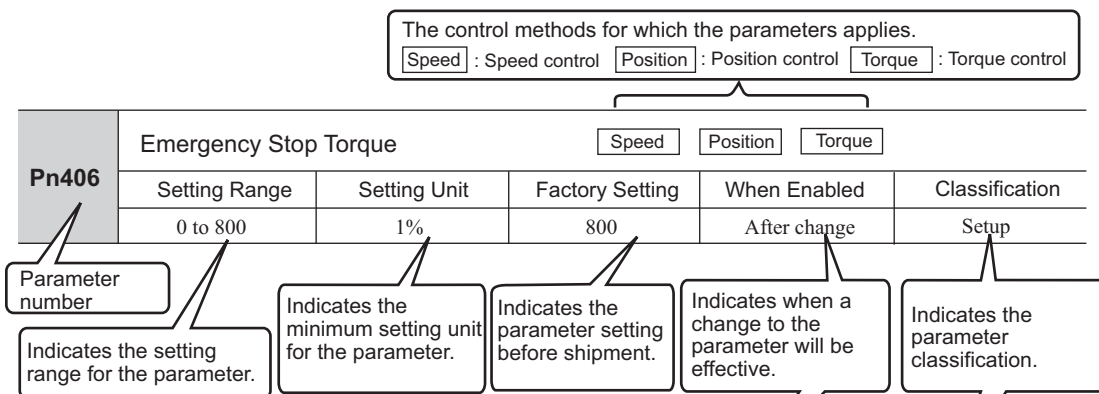 The control methods for which the parameters applies.
Speed : Speed control Position : Position control Torque : Torque control
Emergency Stop Torque Speed Position Torque
Pn406
Setting Range Setting Unit Factory Setting When Enabled Classification
0 to 800 1% 800 After change Setup
Parameter
number
Indicates the setting
range for the parameter.
Indicates the
minimum setting unit
for the parameter.
Indicates the
parameter setting
before shipment.
Indicates when a
change to the
parameter will be
effective.
Indicates the
parameter
classification.